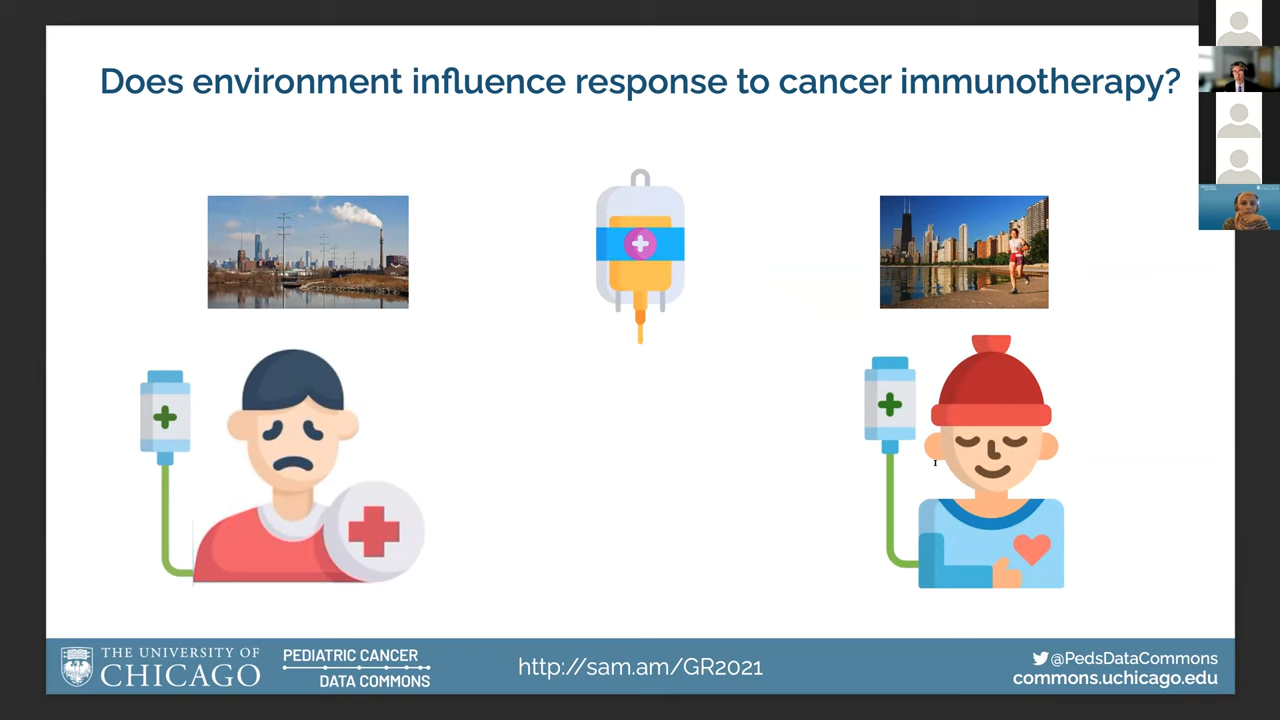 Does environment influence response to cancer immunotherapy?
THE UNIVERSITY OF
CHICAGO
PEDIATRIC CANCER
DATA COMMONS
http://sam.am/GR2021
@PedsDataCommons
commons.uchicago.edu